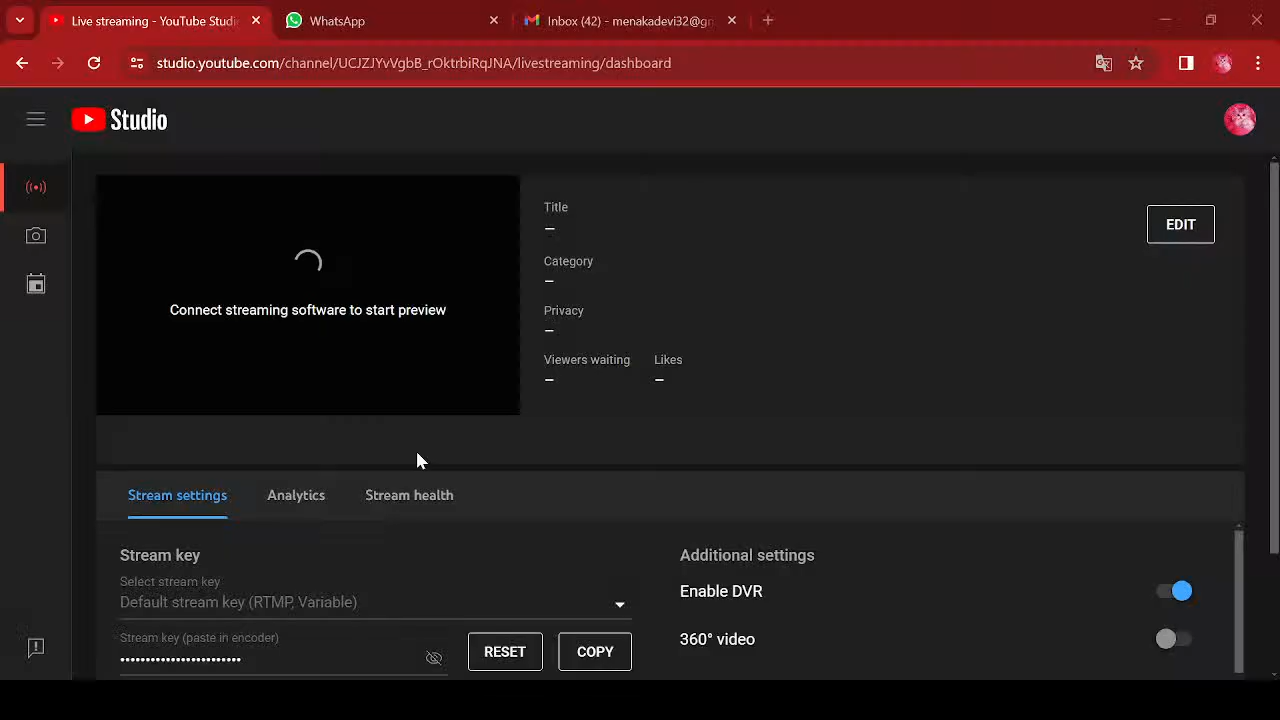 Live streaming - YouTube Studi
WhatsApp
Inbox (42) - menakadevi32@gn
studio.youtube.com/channel/UCJZJYvVgbB_rOktrbiRqJNA/livestreaming/dashboard
Studio
Connect streaming software to start preview
Title
–
EDIT
Category
–
Privacy
–
Viewers waiting Likes
– –
Stream settings Analytics Stream health
Stream key
Select stream key
Default stream key (RTMP, Variable)
Stream key (paste in encoder)
••••••••••••••••••••••••
RESET
COPY
Additional settings
Enable DVR
360° video